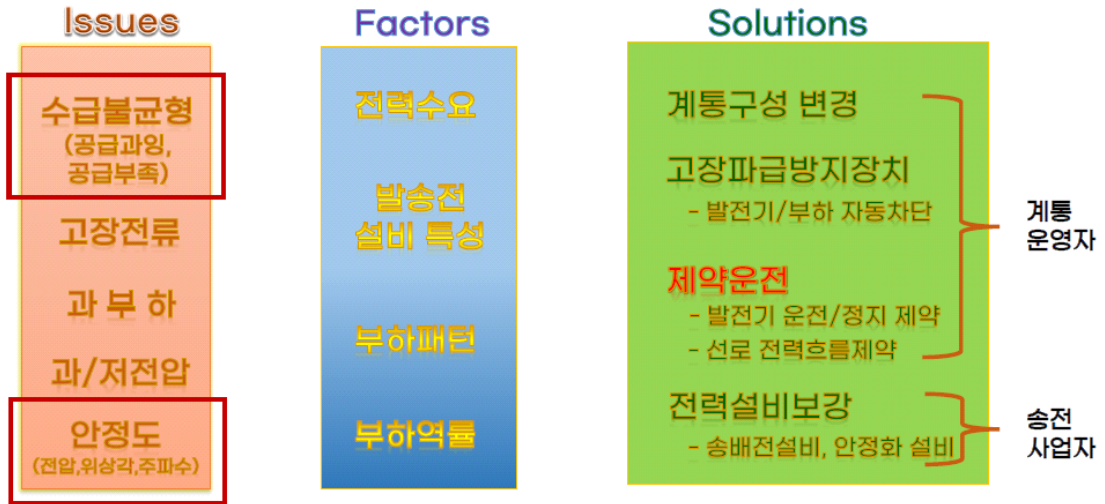 Issues
수급불균형
(공급과잉,
공급부족)
고장전류
과 부 하
과/저전압
안정도
(전압,위상각,주파수)
Factors
전력수요
발송전
설비 특성
부하패턴
부하역률
Solutions
계통구성 변경
고장파급방지장치
- 발전기/부하 자동차단
제약운전
- 발전기 운전/정지 제약
- 선로 전력흐름제약
전력설비보강
- 송배전설비, 안정화 설비
계통
운영자
송전
사업자